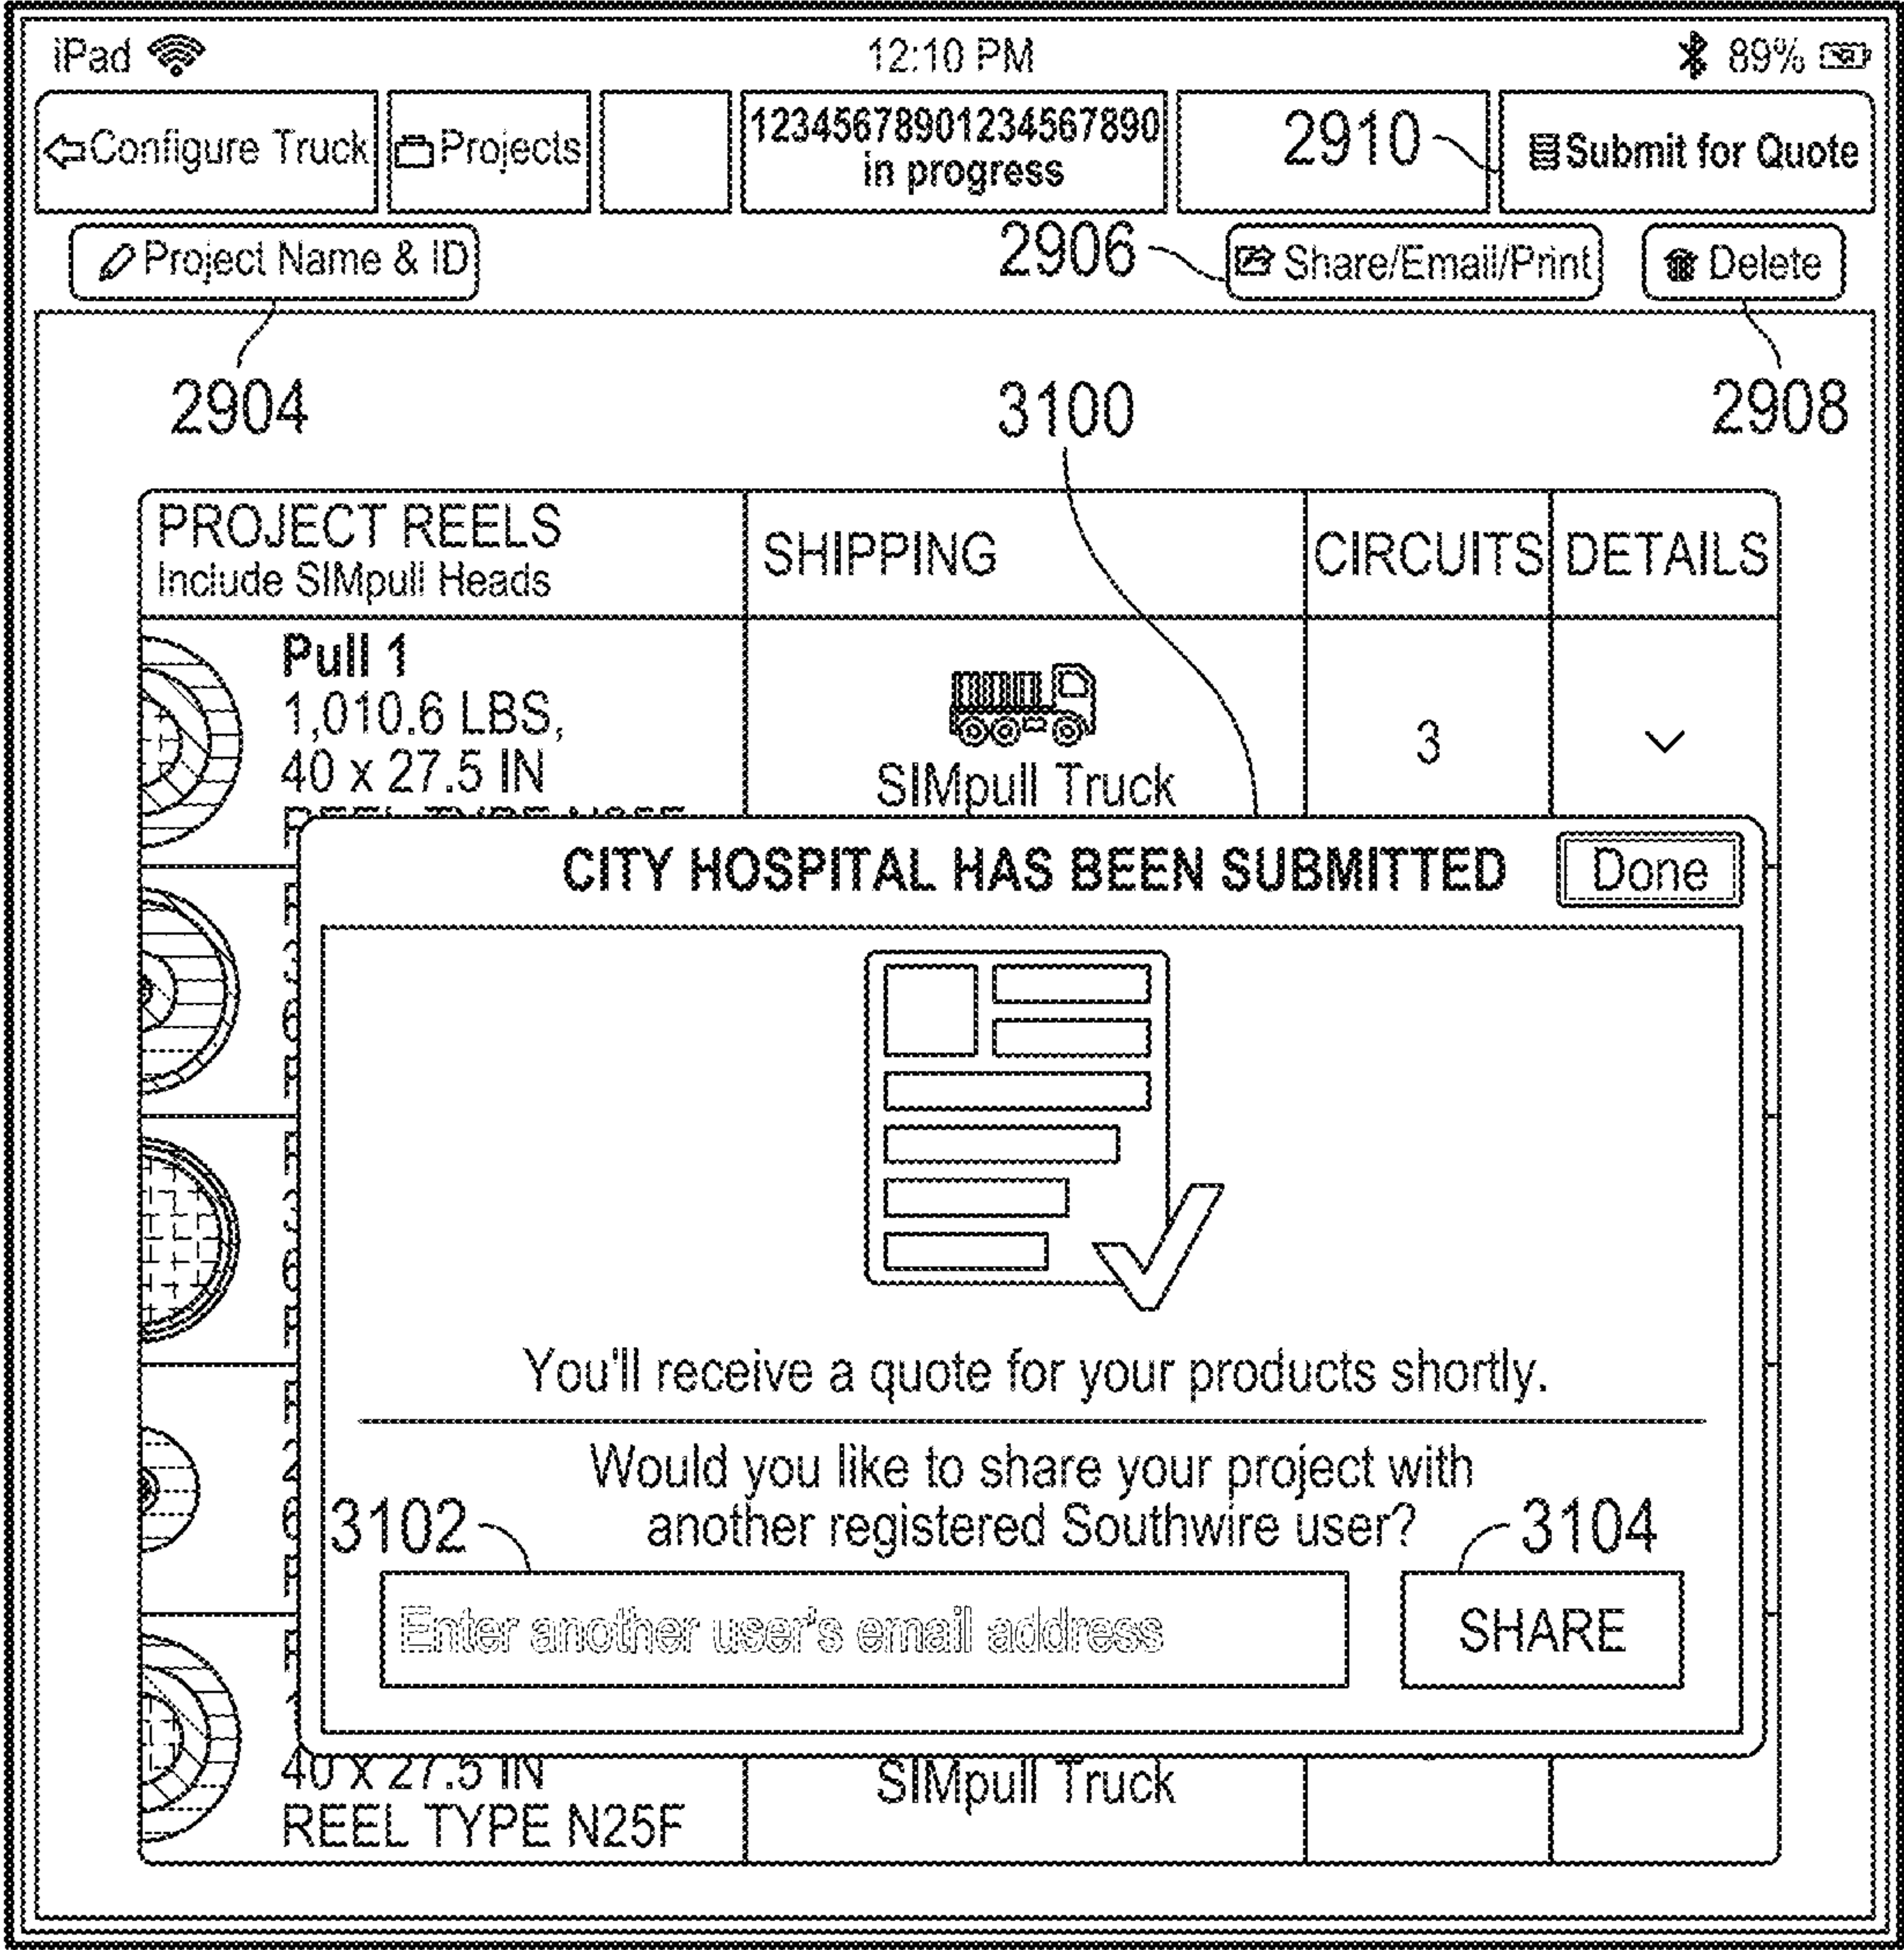 iPad 12:10 PM 89%
Configure Truck Projects 12345678901234567890 2910 Submit for Quote
in progress
Project Name & ID 2906 Share/Email/Print Delete
2904 3100 2908
PROJECT REELS SHIPPING CIRCUITS DETAILS
Include SIMpull Heads
Pull 1
1,010.6 LBS,
40 x 27.5 IN 3
SIMpull Truck
CITY HOSPITAL HAS BEEN SUBMITTED Done
You'll receive a quote for your products shortly.
Would you like to share your project with
another registered Southwire user?
3102 3104
Enter another user's email address SHARE
40 x 27.5 IN SIMpull Truck
REEL TYPE N25F